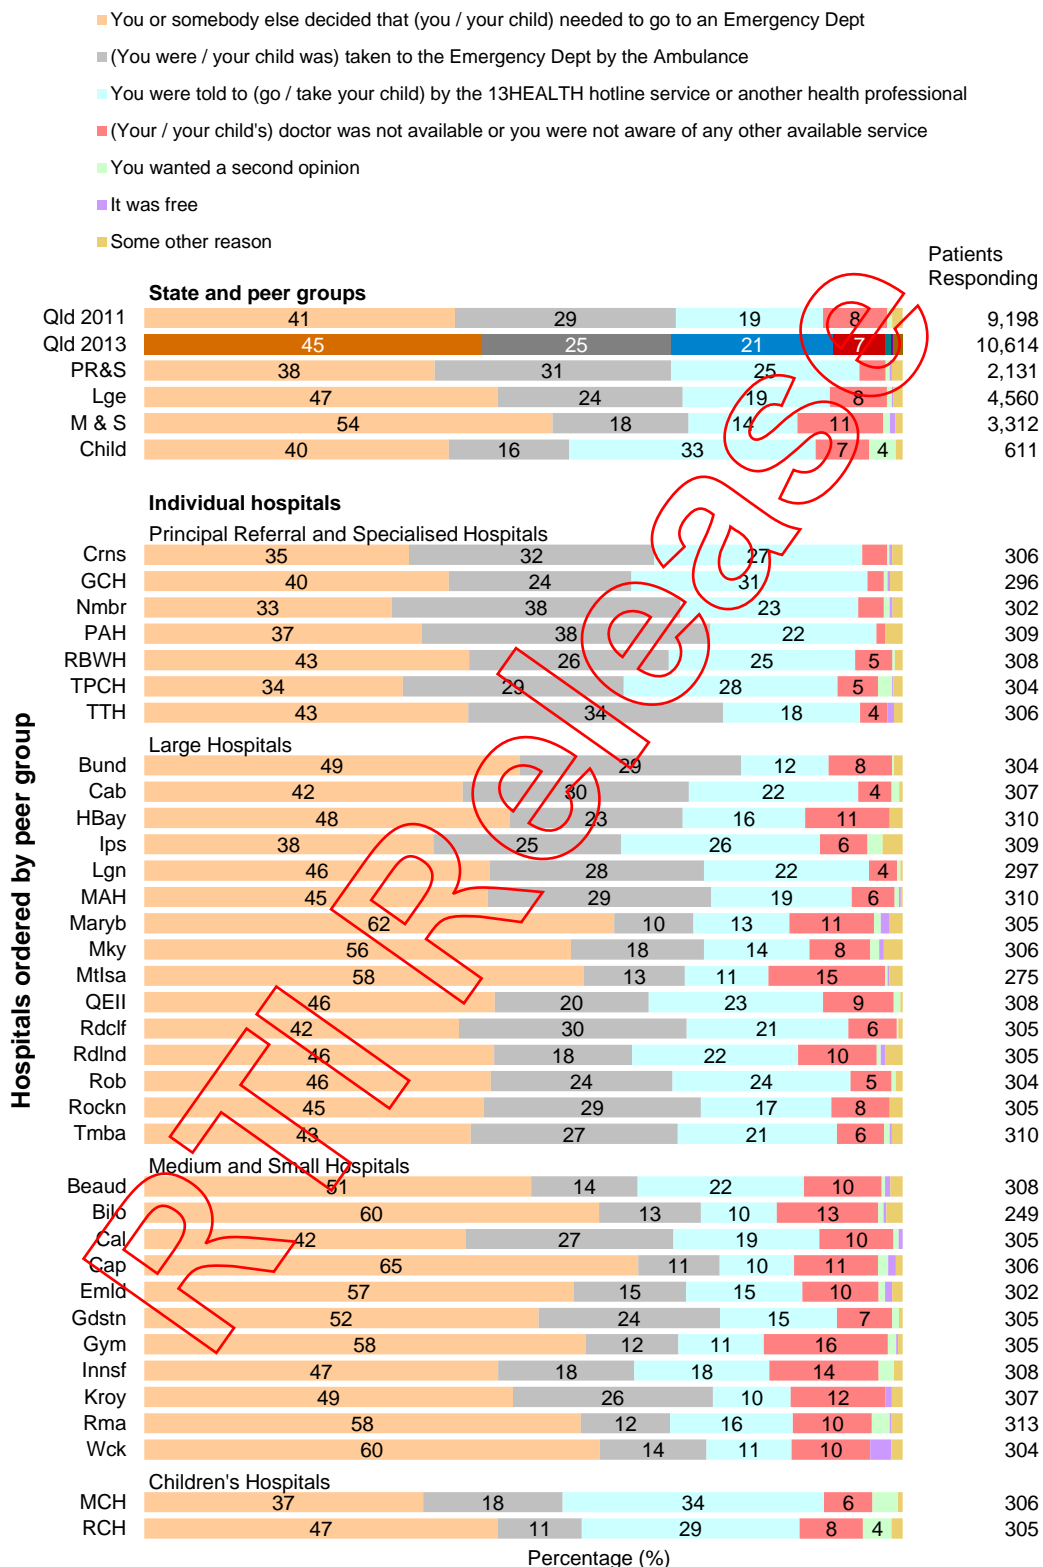 You or somebody else decided that (you / your child) needed to go to an Emergency Dept
(You were / your child was) taken to the Emergency Dept by the Ambulance
You were told to (go / take your child) by the 13HEALTH hotline service or another health professional
(Your / your child's) doctor was not available or you were not aware of any other available service
You wanted a second opinion
It was free
Some other reason
Patients
Responding
State and peer groups
Qld 2011 41 29 19 8 9,198
Qld 2013 45 25 21 7 10,614
PR&S 38 31 25 2,131
Lge 47 24 19 8 4,560
M & S 54 18 14 11 3,312
Child 40 16 33 7 4 611
Individual hospitals
Principal Referral and Specialised Hospitals
Crns 35 32 27 306
GCH 40 24 31 296
Nmbr 33 38 23 302
PAH 37 38 22 309
RBWH 43 26 25 5 308
TPCH 34 29 28 5 304
TTH 43 34 18 4 306
Large Hospitals
Bund 49 29 12 8 304
Cab 42 30 22 4 307
HBay 48 23 16 11 310
Ips 38 25 26 6 309
Lgn 46 28 22 4 297
MAH 45 29 19 6 310
Maryb 62 10 13 11 305
Mky 56 18 14 8 306
MtIsa 58 13 11 15 275
QEII 46 20 23 9 308
Rdclf 42 30 21 6 305
Rdlnd 46 18 22 10 305
Rob 46 24 24 5 304
Rockn 45 29 17 8 305
Tmba 43 27 21 6 310
Medium and Small Hospitals
Beaud 51 14 22 10 308
Bilo 60 13 10 13 249
Cal 42 27 19 10 305
Cap 65 11 10 11 306
Emld 57 15 15 10 302
Gdstn 52 24 15 7 305
Gym 58 12 11 16 305
Innsf 47 18 18 14 308
Kroy 49 26 10 12 307
Rma 58 12 16 10 313
Wck 60 14 11 10 304
Children's Hospitals
MCH 37 18 34 6 306
RCH 47 11 29 8 4 305
Percentage (%)
Hospitals ordered by peer group
RTI Release